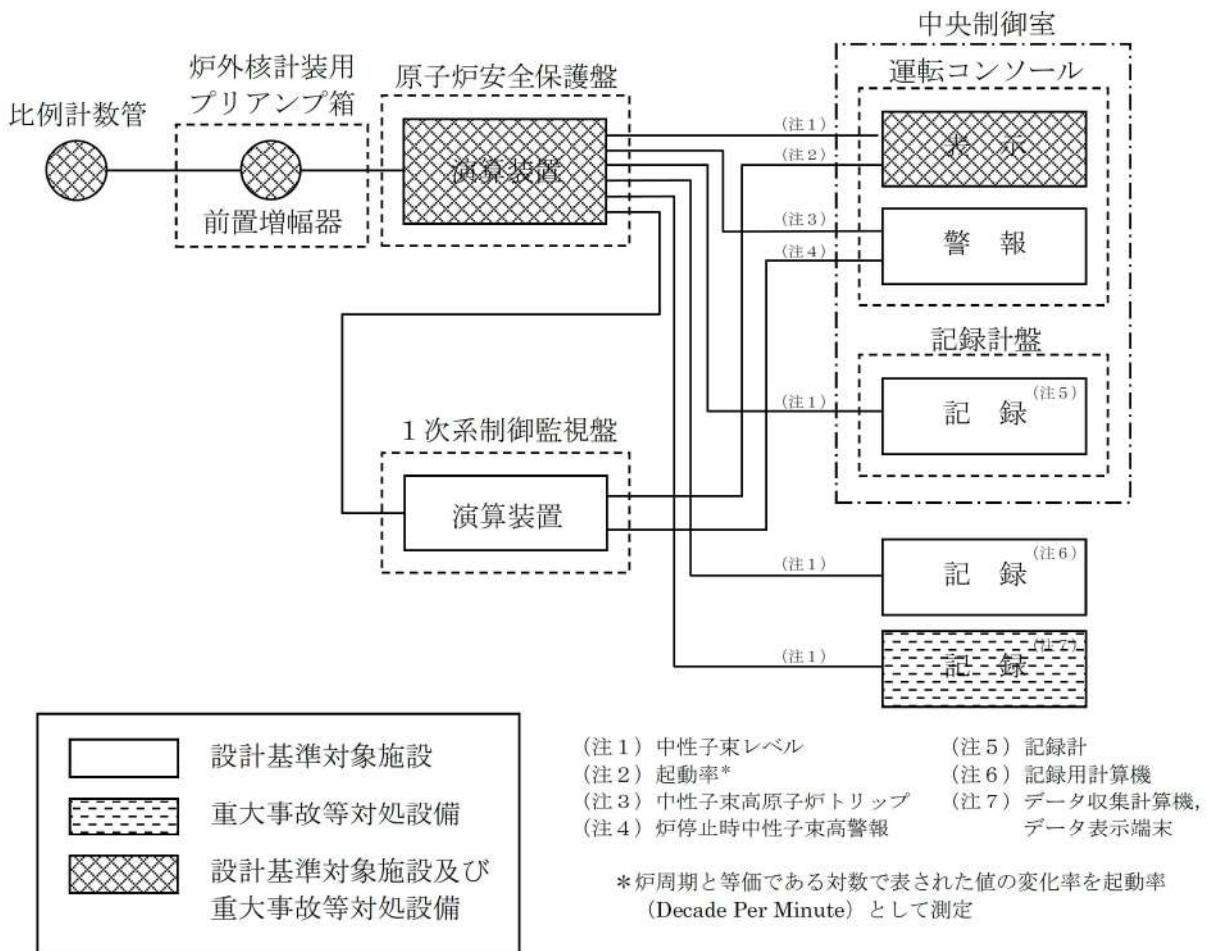 中央制御室
運転コンソール
炉外核計装用
プリアンプ箱
原子炉安全保護盤
比例計数管
前置増幅器
演算装置
(注1)
(注2)
表 示
(注3)
(注4)
警 報
記録計盤
(注1)
記 録
(注5)
1次系制御監視盤
演算装置
(注1)
記 録
(注6)
(注1)
記 録
(注7)
設計基準対象施設
重大事故等対処設備
設計基準対象施設及び
重大事故等対処設備
(注1)中性子束レベル
(注2)起動率*
(注3)中性子束高原子炉トリップ
(注4)炉停止時中性子束高警報
(注5)記録計
(注6)記録用計算機
(注7)データ収集計算機,
データ表示端末
*炉周期と等価である対数で表された値の変化率を起動率
(Decade Per Minute)として測定